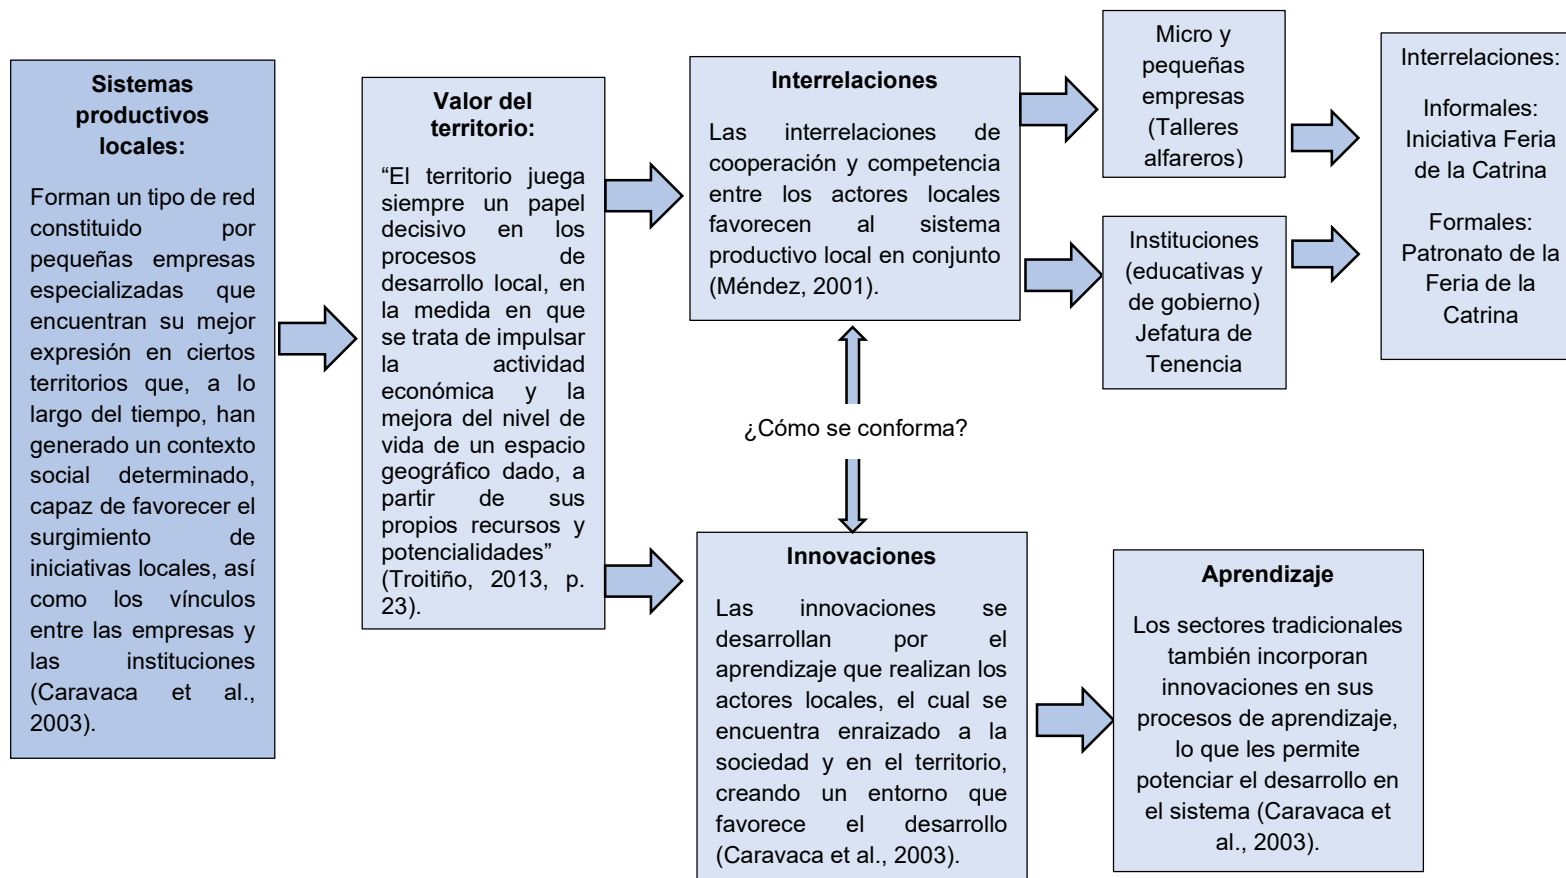 Sistemas
productivos
locales:
Forman un tipo de red
constituido por
pequeñas empresas
especializadas que
encuentran su mejor
expresión en ciertos
territorios que, a lo
largo del tiempo, han
generado un contexto
social determinado,
capaz de favorecer el
surgimiento de
iniciativas locales, así
como los vínculos
entre las empresas y
las instituciones
(Caravaca et al.,
2003).
Valor del
territorio:
“El territorio juega
siempre un papel
decisivo en los
procesos de
desarrollo local, en
la medida en que
se trata de impulsar
la actividad
económica y la
mejora del nivel de
vida de un espacio
geográfico dado, a
partir de sus
propios recursos y
potencialidades”
(Troitiño, 2013, p.
23).
Interrelaciones
Las interrelaciones de
cooperación y competencia
entre los actores locales
favorecen al sistema
productivo local en conjunto
(Méndez, 2001).
¿Cómo se conforma?
Innovaciones
Las innovaciones se
desarrollan por el
aprendizaje que realizan los
actores locales, el cual se
encuentra enraizado a la
sociedad y en el territorio,
creando un entorno que
favorece el desarrollo
(Caravaca et al., 2003).
Micro y
pequeñas
empresas
(Talleres
alfareros)
Instituciones
(educativas y
de gobierno)
Jefatura de
Tenencia
Interrelaciones:
Informales:
Iniciativa Feria
de la Catrina
Formales:
Patronato de la
Feria de la
Catrina
Aprendizaje
Los sectores tradicionales
también incorporan
innovaciones en sus
procesos de aprendizaje,
lo que les permite
potenciar el desarrollo en
el sistema (Caravaca et
al., 2003).